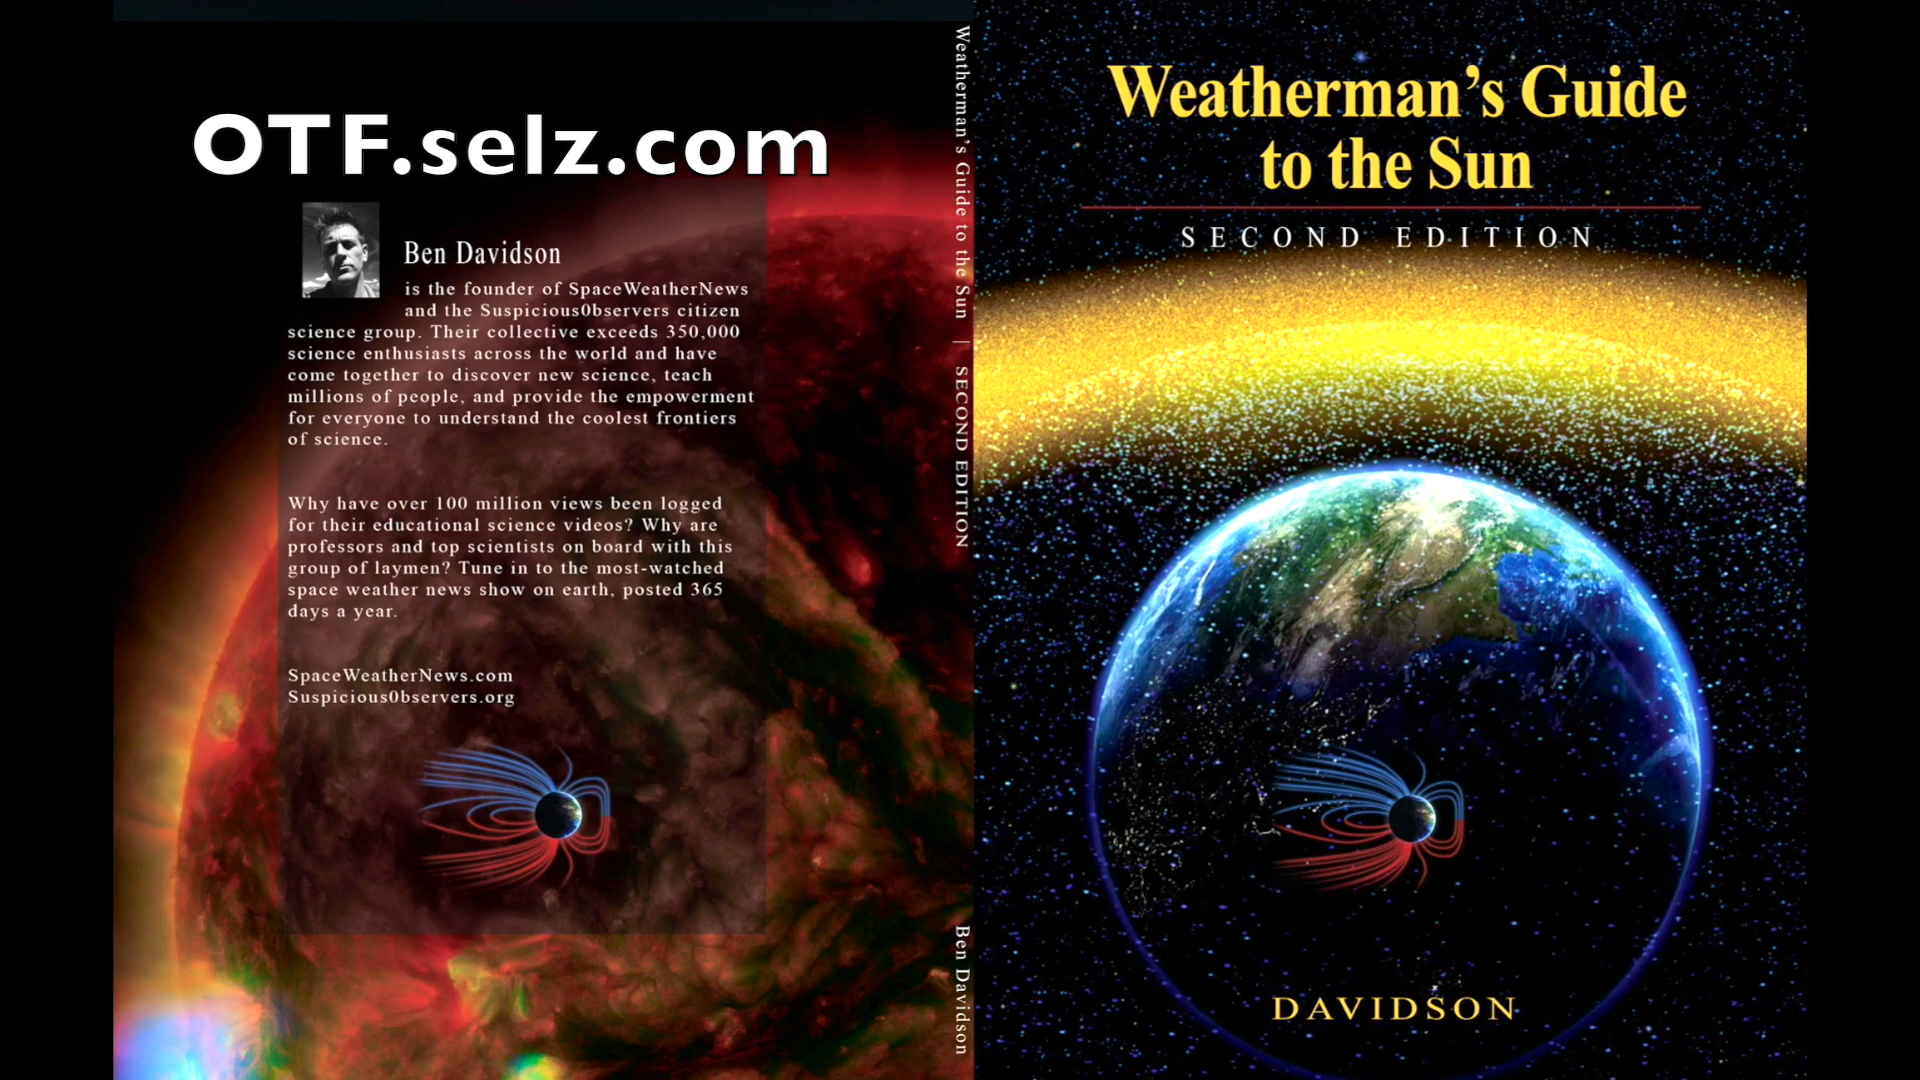 OTF.selz.com
Ben Davidson
is the founder of SpaceWeatherNews
and the Suspicious0bservers citizen
science group. Their collective exceeds 350,000
science enthusiasts across the world and have
come together to discover new science, teach
millions of people, and provide the empowerment
for everyone to understand the coolest frontiers
of science.
Why have over 100 million views been logged
for their educational science videos? Why are
professors and top scientists on board with this
group of laymen? Tune in to the most-watched
space weather news show on earth, posted 365
days a year.
SpaceWeatherNews.com
Suspicious0bservers.org
Weatherman's Guide to the Sun | SECOND EDITION Ben Davidson
Weatherman's Guide
to the Sun
SECOND EDITION
DAVIDSON